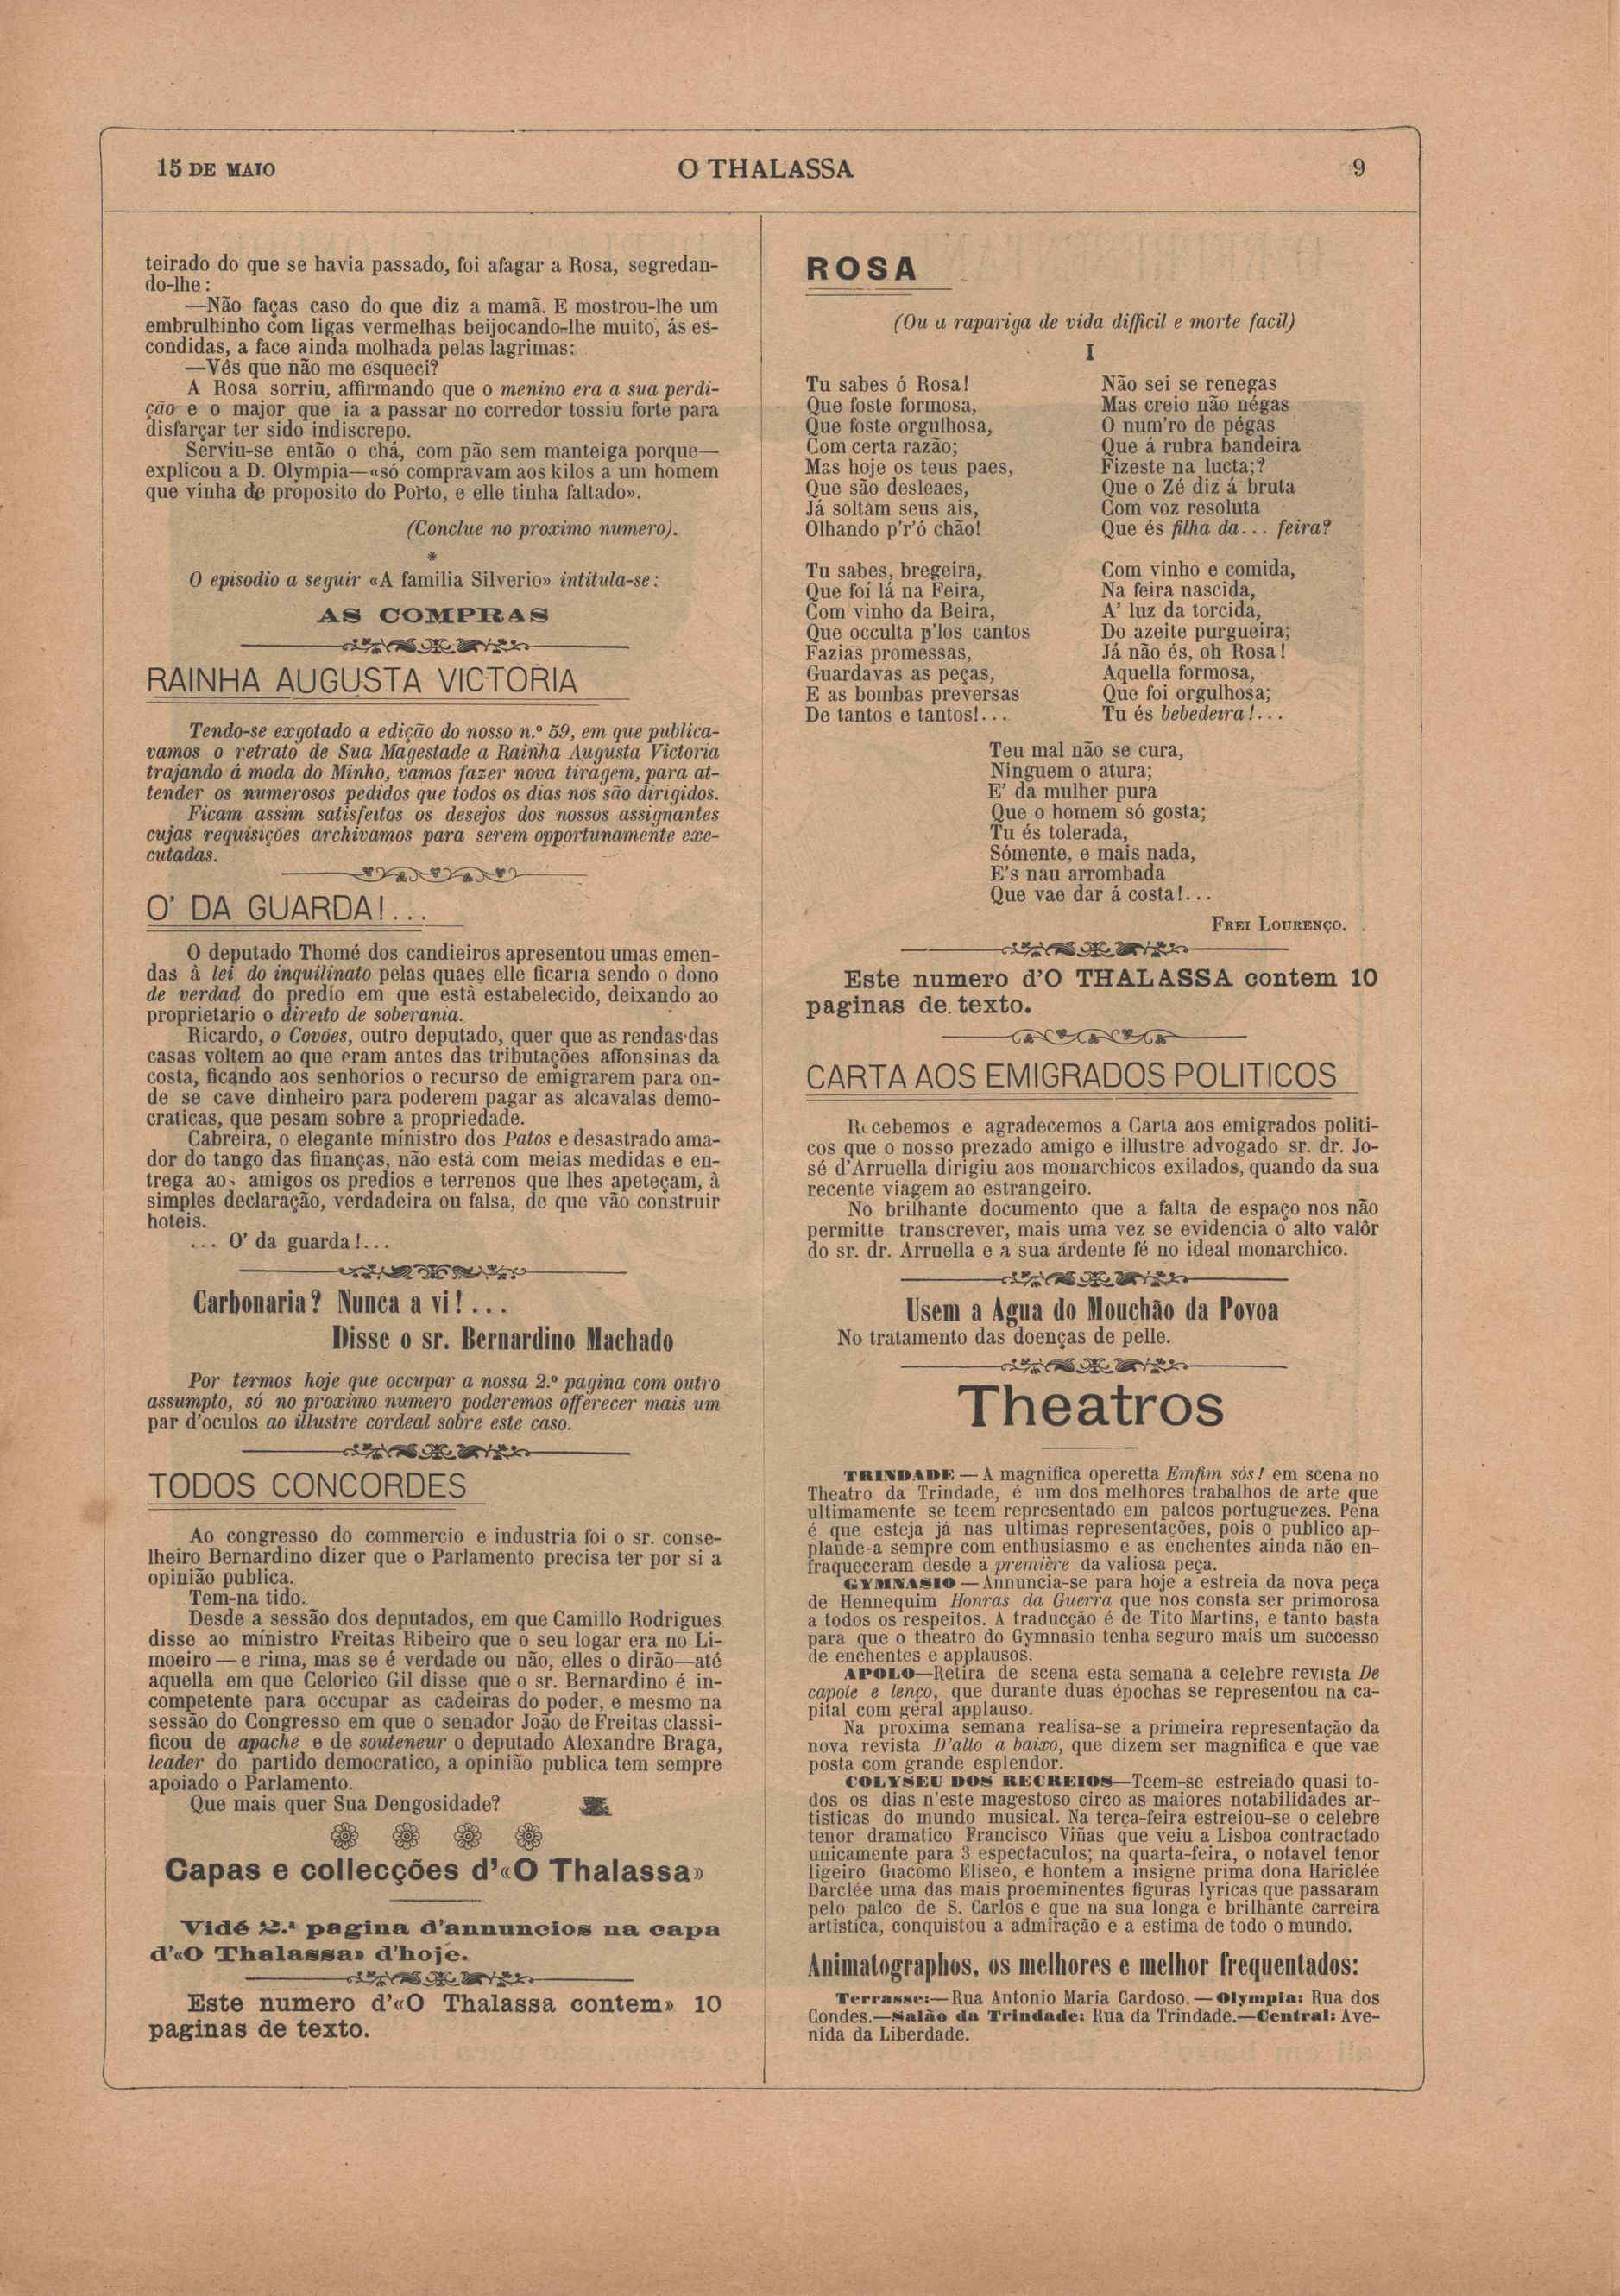 15 DE MAIO
O THALASSA
9
teirado do que se havia passado, foi afagar a Rosa, segredan-
do-lhe:
—Não faças caso do que diz a mamã. E mostrou-lhe um
embrulhinho com ligas vermelhas beijocando-lhe muito, ás es-
condidas, a face ainda molhada pelas lagrimas:
—Vês que não me esqueci?
A Rosa sorriu, affirmando que o menino era a sua perdi-
ção e o major que ia a passar no corredor tossiu forte para
disfarçar ter sido indiscrepo.
Serviu-se então o chá, com pão sem manteiga porque—
explicou a D. Olympia—«só compravam aos kilos a um homem
que vinha de proposito do Porto, e elle tinha faltado».
(Conclue no proximo numero).
*
O episodio a seguir «A familia Silverio» intitula-se:
AS COMPRAS
RAINHA AUGUSTA VICTORIA
Tendo-se exgotado a edição do nosso n.º 59, em que publica-
vamos o retrato de Sua Magestade a Rainha Augusta Victoria
trajando á moda do Minho, vamos fazer nova tiragem, para at-
tender os numerosos pedidos que todos os dias nos são dirigidos.
Ficam assim satisfeitos os desejos dos nossos assignantes
cujas requisições archivamos para serem opportunamente exe-
cutadas.
O' DA GUARDA!...
O deputado Thomé dos candieiros apresentou umas emen-
das à lei do inquilinato pelas quaes elle ficaria sendo o dono
de verdad do predio em que està estabelecido, deixando ao
proprietario o direito de soberania.
Ricardo, o Covões, outro deputado, quer que as rendas das
casas voltem ao que eram antes das tributações affonsinas da
costa, ficando aos senhorios o recurso de emigrarem para on-
de se cave dinheiro para poderem pagar as alcavalas demo-
craticas, que pesam sobre a propriedade.
Cabreira, o elegante ministro dos Patos e desastrado ama-
dor do tango das finanças, não està com meias medidas e en-
trega aos amigos os predios e terrenos que lhes apeteçam, à
simples declaração, verdadeira ou falsa, de que vão construir
hoteis.
... O' da guarda!...
Carbonaria? Nunca a vi!...
Disse o sr. Bernardino Machado
Por termos hoje que occupar a nossa 2.ª pagina com outro
assumpto, só no proximo numero poderemos offerecer mais um
par d'oculos ao illustre cordeal sobre este caso.
TODOS CONCORDES
Ao congresso do commercio e industria foi o sr. conse-
lheiro Bernardino dizer que o Parlamento precisa ter por si a
opinião publica.
Tem-na tido.
Desde a sessão dos deputados, em que Camillo Rodrigues
disse ao ministro Freitas Ribeiro que o seu logar era no Li-
moeiro—e rima, mas se é verdade ou não, elles o dirão—até
aquella em que Celorico Gil disse que o sr. Bernardino é in-
competente para occupar as cadeiras do poder, e mesmo na
sessão do Congresso em que o senador João de Freitas classi-
ficou de apache e de souteneur o deputado Alexandre Braga,
leader do partido democratico, a opinião publica tem sempre
apoiado o Parlamento.
Que mais quer Sua Dengosidade?
Capas e collecções d'«O Thalassa»
Vidé 2.ª pagina d'annuncios na capa
d'«O Thalassa» d'hoje.
Este numero d'«O Thalassa contem» 10
paginas de texto.
ROSA
(Ou a rapariga de vida difficil e morte facil)
I
Tu sabes ó Rosa!
Que foste formosa,
Que foste orgulhosa,
Com certa razão;
Mas hoje os teus paes,
Que são desleaes,
Já soltam seus ais,
Olhando p'r'ó chão!
Tu sabes, bregeira,
Que foi lá na Feira,
Com vinho da Beira,
Que occulta p'los cantos
Fazias promessas,
Guardavas as peças,
E as bombas preversas
De tantos e tantos!...
Não sei se renegas
Mas creio não négas
O num'ro de pégas
Que á rubra bandeira
Fizeste na lucta;?
Que o Zé diz á bruta
Com voz resoluta
Que és filha da... feira?
Com vinho e comida,
Na feira nascida,
A' luz da torcida,
Do azeite purgueira;
Já não és, oh Rosa!
Aquella formosa,
Que foi orgulhosa;
Tu és bebedeira!...
Teu mal não se cura,
Ninguem o atura;
E' da mulher pura
Que o homem só gosta;
Tu és tolerada,
Sómente, e mais nada,
E's nau arrombada
Que vae dar á costa!...
FREI LOURENÇO.
Este numero d'O THALASSA contem 10
paginas de texto.
CARTA AOS EMIGRADOS POLITICOS
Recebemos e agradecemos a Carta aos emigrados politi-
cos que o nosso prezado amigo e illustre advogado sr. dr. Jo-
sé d'Arruella dirigiu aos monarchicos exilados, quando da sua
recente viagem ao estrangeiro.
No brilhante documento que a falta de espaço nos não
permitte transcrever, mais uma vez se evidencia o alto valôr
do sr. dr. Arruella e a sua árdente fé no ideal monarchico.
Usem a Agua do Mouchão da Povoa
No tratamento das doenças de pelle.
Theatros
TRINDADE — A magnifica operetta Emfim sós! em scena no
Theatro da Trindade, é um dos melhores trabalhos de arte que
ultimamente se teem representado em palcos portuguezes. Pena
é que esteja já nas ultimas representações, pois o publico ap-
plaude-a sempre com enthusiasmo e as enchentes ainda não en-
fraqueceram desde a première da valiosa peça.
GYMNASIO — Annuncia-se para hoje a estreia da nova peça
de Hennequim Honras da Guerra que nos consta ser primorosa
a todos os respeitos. A traducção é de Tito Martins, e tanto basta
para que o theatro do Gymnasio tenha seguro mais um successo
de enchentes e applausos.
APOLO—Retira de scena esta semana a celebre revista De
capote e lenço, que durante duas épochas se representou na ca-
pital com géral applauso.
Na proxima semana realisa-se a primeira representação da
nova revista D'alto a baixo, que dizem ser magnifica e que vae
posta com grande esplendor.
COLYSEU DOS RECREIOS—Teem-se estreiado quasi to-
dos os dias n'este magestoso circo as maiores notabilidades ar-
tisticas do mundo musical. Na terça-feira estreiou-se o celebre
tenor dramatico Francisco Viñas que veiu a Lisboa contractado
unicamente para 3 espectaculos; na quarta-feira, o notavel tenor
ligeiro Giacomo Eliseo, e hontem a insigne prima dona Hariclée
Darclée uma das mais proeminentes figuras lyricas que passaram
pelo palco de S. Carlos e que na sua longa e brilhante carreira
artistica, conquistou a admiração e a estima de todo o mundo.
Animatographos, os melhores e melhor frequentados:
Terrasse:—Rua Antonio Maria Cardoso.—Olympia: Rua dos
Condes.—Salão da Trindade: Rua da Trindade.—Central: Ave-
nida da Liberdade.